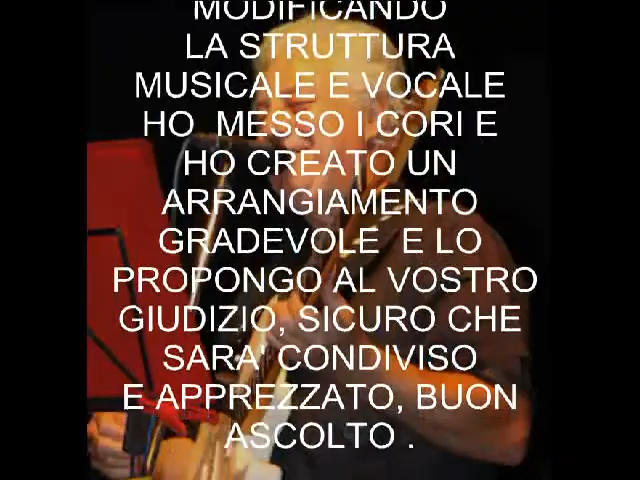 MODIFICANDO
LA STRUTTURA
MUSICALE E VOCALE
HO MESSO I CORI E
HO CREATO UN
ARRANGIAMENTO
GRADEVOLE E LO
PROPONGO AL VOSTRO
GIUDIZIO, SICURO CHE
SARA' CONDIVISO
E APPREZZATO, BUON
ASCOLTO .